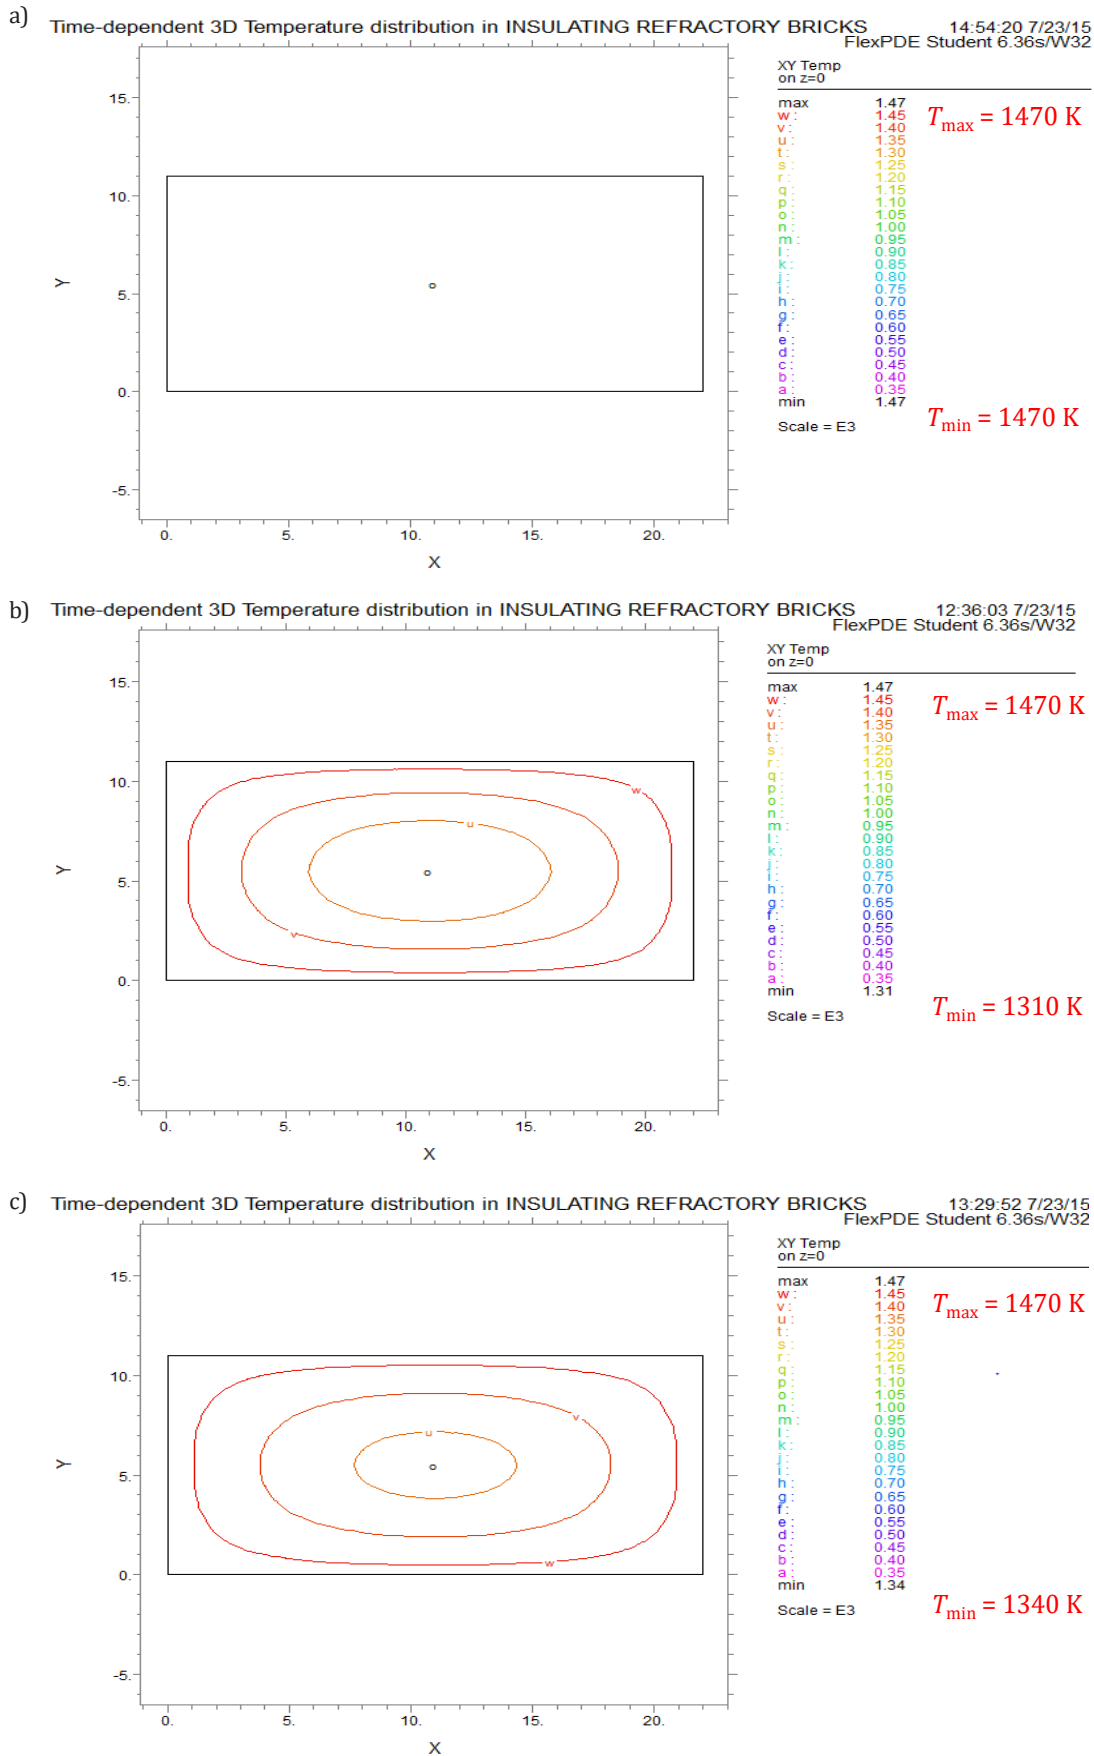 a)
Time-dependent 3D Temperature distribution in INSULATING REFRACTORY BRICKS 14:54:20 7/23/15
FlexPDE Student 6.36s/W32
XY Temp
on z=0
max 1.47
w : 1.45
v : 1.40
u : 1.35
t : 1.30
s : 1.25
r : 1.20
q : 1.15
p : 1.10
o : 1.05
n : 1.00
m : 0.95
l : 0.90
k : 0.85
j : 0.80
i : 0.75
h : 0.70
g : 0.65
f : 0.60
e : 0.55
d : 0.50
c : 0.45
b : 0.40
a : 0.35
min 1.47
Scale = E3
Tmax = 1470 K
Tmin = 1470 K
15.
10.
5.
0.
-5.
Y
o
0. 5. 10. 15. 20.
X
b)
Time-dependent 3D Temperature distribution in INSULATING REFRACTORY BRICKS 12:36:03 7/23/15
FlexPDE Student 6.36s/W32
XY Temp
on z=0
max 1.47
w : 1.45
v : 1.40
u : 1.35
t : 1.30
s : 1.25
r : 1.20
q : 1.15
p : 1.10
o : 1.05
n : 1.00
m : 0.95
l : 0.90
k : 0.85
j : 0.80
i : 0.75
h : 0.70
g : 0.65
f : 0.60
e : 0.55
d : 0.50
c : 0.45
b : 0.40
a : 0.35
min 1.31
Scale = E3
Tmax = 1470 K
Tmin = 1310 K
15.
10.
5.
0.
-5.
Y
w
u
o
v
0. 5. 10. 15. 20.
X
c)
Time-dependent 3D Temperature distribution in INSULATING REFRACTORY BRICKS 13:29:52 7/23/15
FlexPDE Student 6.36s/W32
XY Temp
on z=0
max 1.47
w : 1.45
v : 1.40
u : 1.35
t : 1.30
s : 1.25
r : 1.20
q : 1.15
p : 1.10
o : 1.05
n : 1.00
m : 0.95
l : 0.90
k : 0.85
j : 0.80
i : 0.75
h : 0.70
g : 0.65
f : 0.60
e : 0.55
d : 0.50
c : 0.45
b : 0.40
a : 0.35
min 1.34
Scale = E3
Tmax = 1470 K
Tmin = 1340 K
15.
10.
5.
0.
-5.
Y
v
u
o
w
0. 5. 10. 15. 20.
X